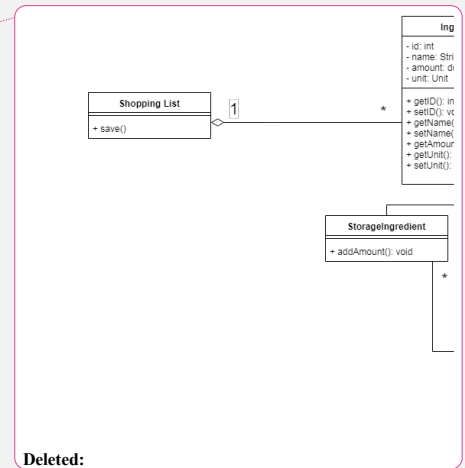 Ing
- id: int
- name: Stri
- amount: d
- unit: Unit
Shopping List
1
*
+ getID(): in
+ save()
+ setID(): vo
+ getName(
+ setName(
+ getAmour
+ getUnit():
+ setUnit():
StorageIngredient
+ addAmount(): void
*
Deleted: